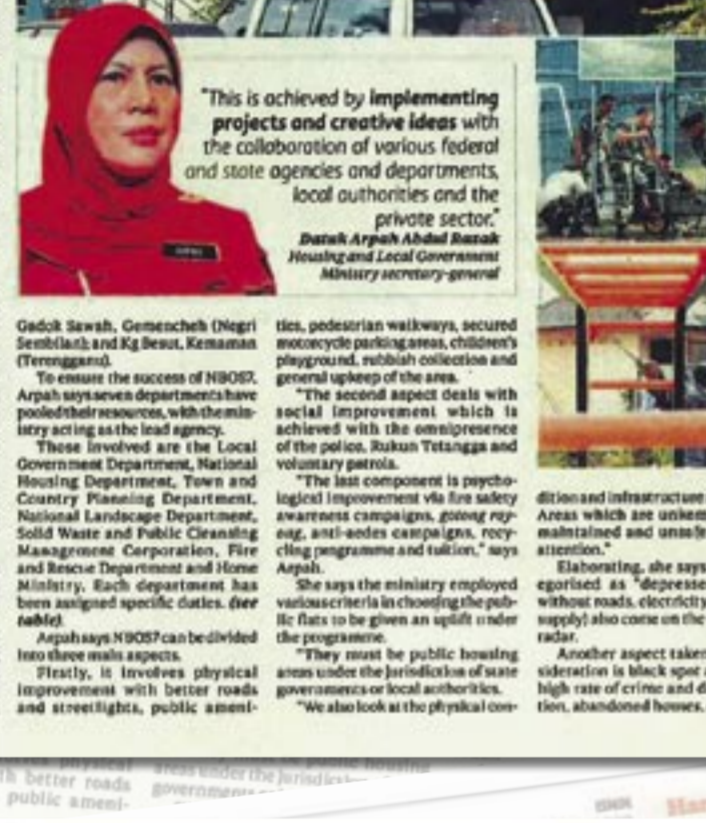 "This is achieved by implementing
projects and creative ideas with
the collaboration of various federal
and state agencies and departments,
local authorities and the
private sector."
Datuk Arpah Abdul Razak
Housing and Local Government
Ministry secretary-general
Gadok Sawah, Gemencheh (Negri
Sembilan); and Kg Besut, Kemaman
(Terengganu).
To ensure the success of NBOS7,
Arpah says seven departments have
pooled their resources, with the min-
istry acting as the lead agency.
Those involved are the Local
Government Department, National
Housing Department, Town and
Country Planning Department,
National Landscape Department,
Solid Waste and Public Cleansing
Management Corporation, Fire
and Rescue Department and Home
Ministry. Each department has
been assigned specific duties. (see
table).
Arpah says NBOS7 can be divided
into three main aspects.
Firstly, it involves physical
improvement with better roads
and streetlights, public ameni-
ties, pedestrian walkways, secured
motorcycle parking areas, children's
playground, rubbish collection and
general upkeep of the area.
"The second aspect deals with
social improvement which is
achieved with the omnipresence
of the police, Rukun Tetangga and
voluntary patrols.
"The last component is psycho-
logical improvement via fire safety
awareness campaigns, gotong roy-
ong, anti-aedes campaigns, recy-
cling programme and tuition," says
Arpah.
She says the ministry employed
various criteria in choosing the pub-
lic flats to be given an uplift under
the programme.
"They must be public housing
areas under the jurisdiction of state
governments or local authorities.
"We also look at the physical con-
dition and infrastructure
Areas which are unkem
maintained and unsafe
attention."
Elaborating, she says
egorised as "depresse
without roads, electricity
supply) also come on the
radar.
Another aspect taken
sideration is black spot
high rate of crime and d
tion, abandoned houses,
physical
th better roads
public ameni-
areas under the jurisdict
governments